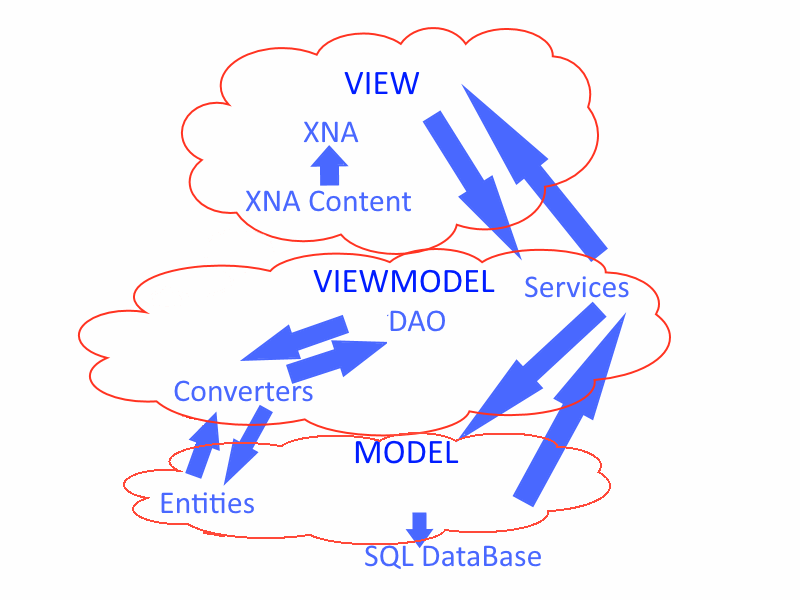 VIEW
XNA
XNA Content
VIEWMODEL
Services
DAO
Converters
MODEL
Entities
SQL DataBase